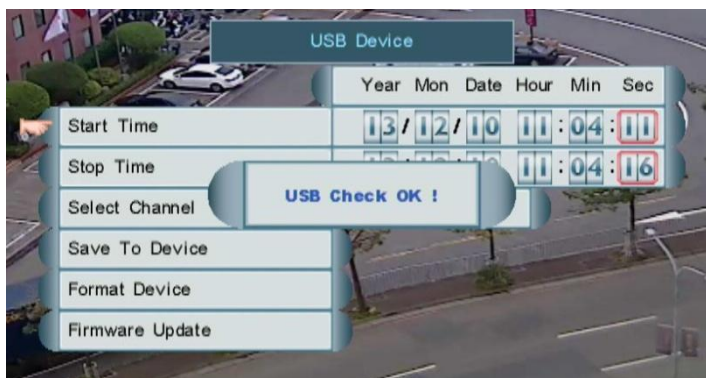 USB Device
Year Mon Date Hour Min Sec
Start Time 13/12/10 11:04:11
Stop Time 11:04:16
USB Check OK !
Select Channel
Save To Device
Format Device
Firmware Update